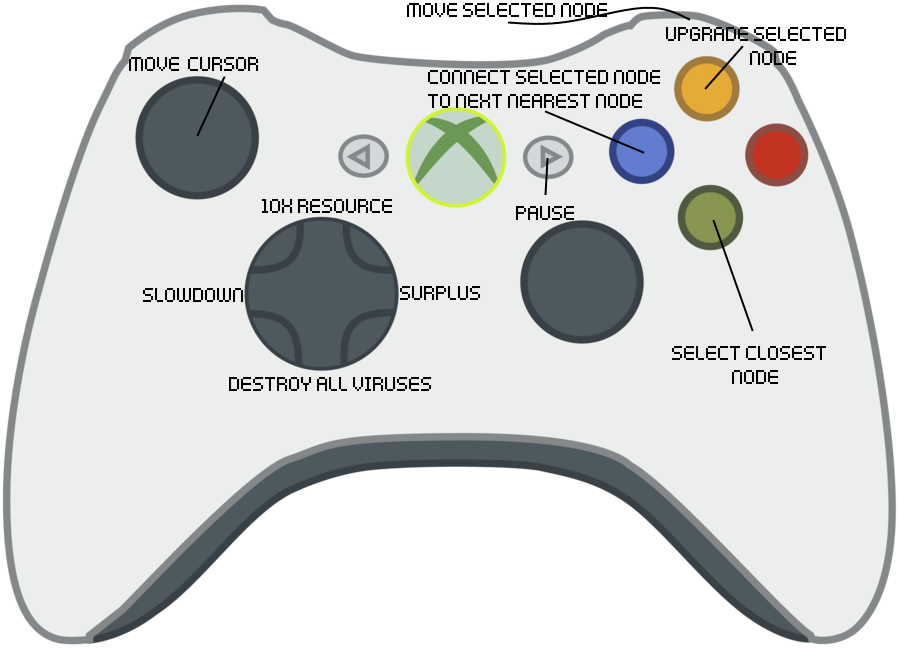 MOVE SELECTED NODE
UPGRADE SELECTED
NODE
MOVE CURSOR
CONNECT SELECTED NODE
TO NEXT NEAREST NODE
10X RESOURCE
PAUSE
SLOWDOWN
SURPLUS
SELECT CLOSEST
NODE
DESTROY ALL VIRUSES